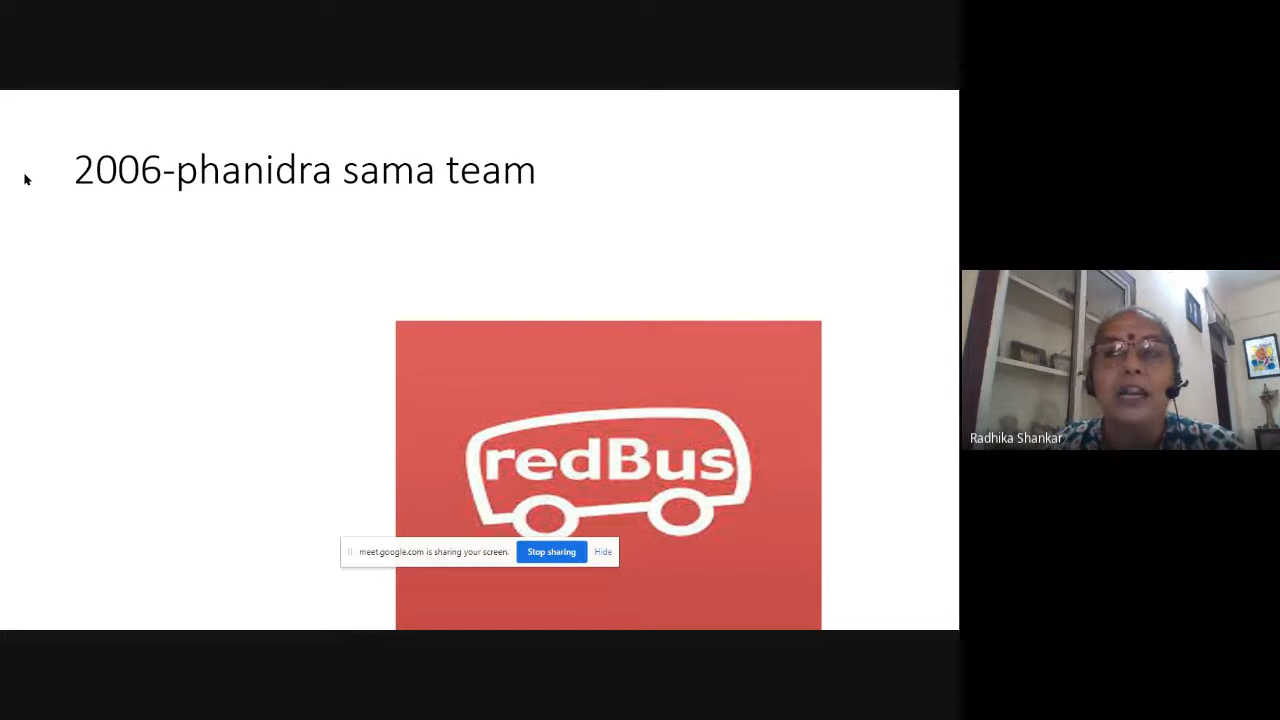 2006-phanidra sama team
redBus
meet.google.com is sharing your screen.
Stop sharing
Hide
Radhika Shankar